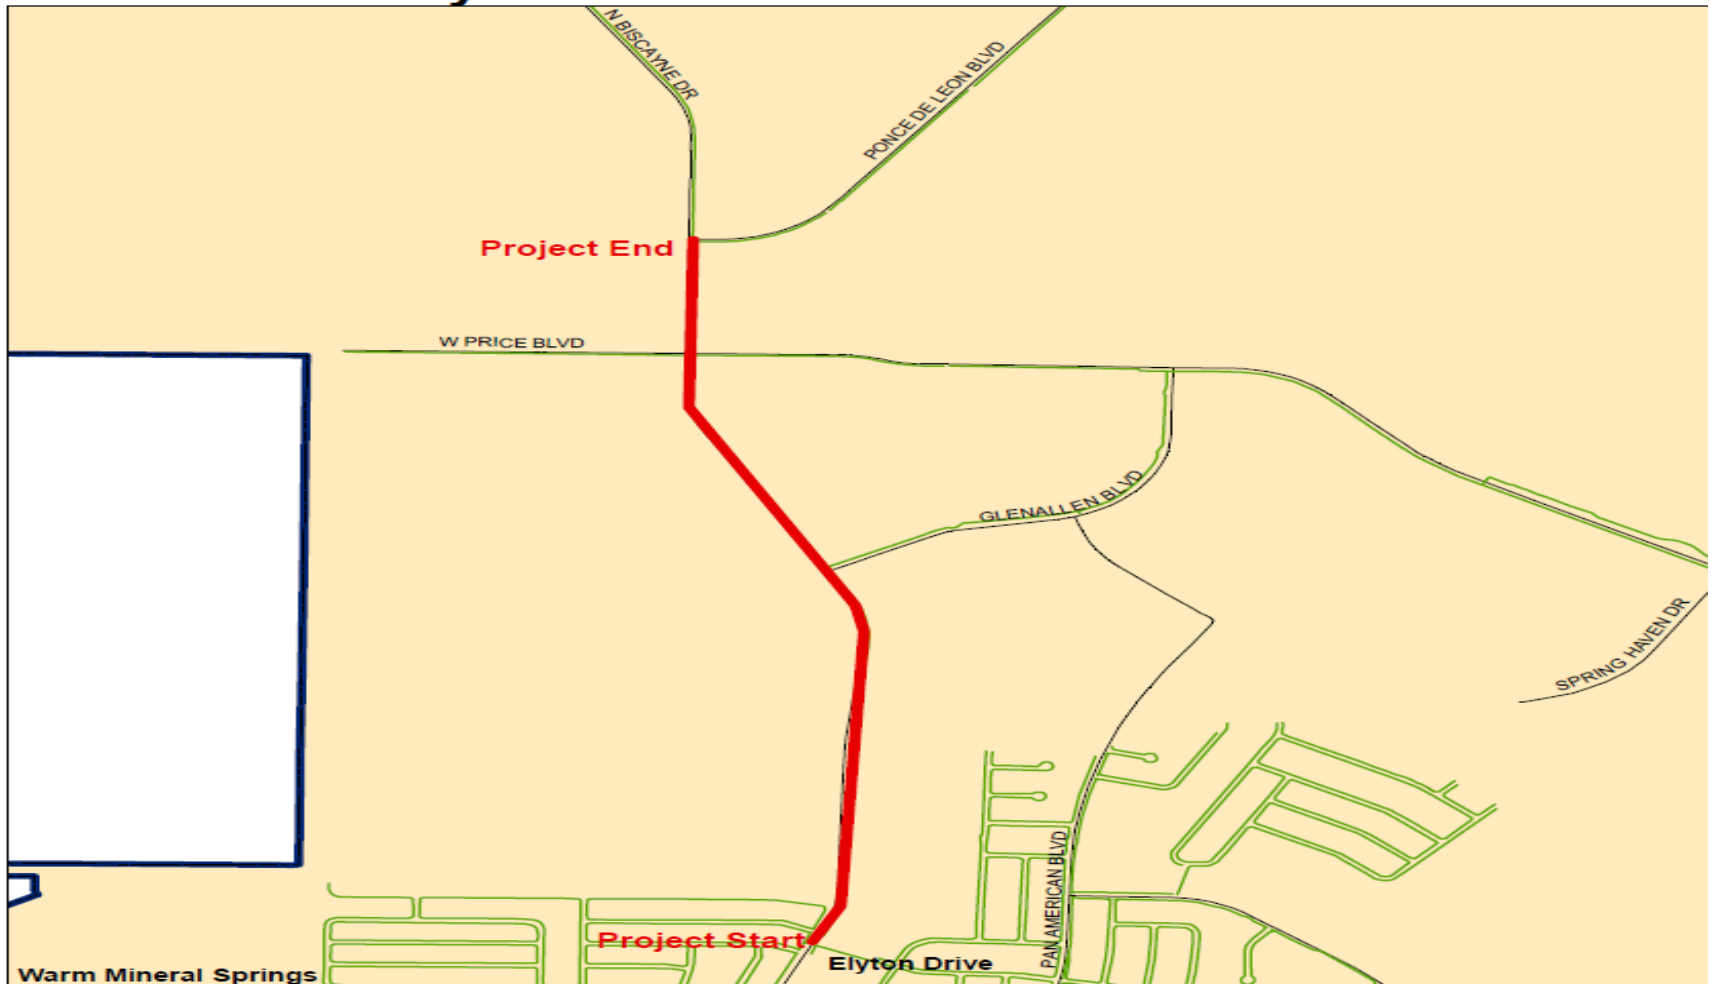 N BISCAYNE DR
PONCE DE LEON BLVD
Project End
W PRICE BLVD
GLENALLEN BLVD
SPRING HAVEN DR
PAN AMERICAN BLVD
Project Start
Elyton Drive
Warm Mineral Springs